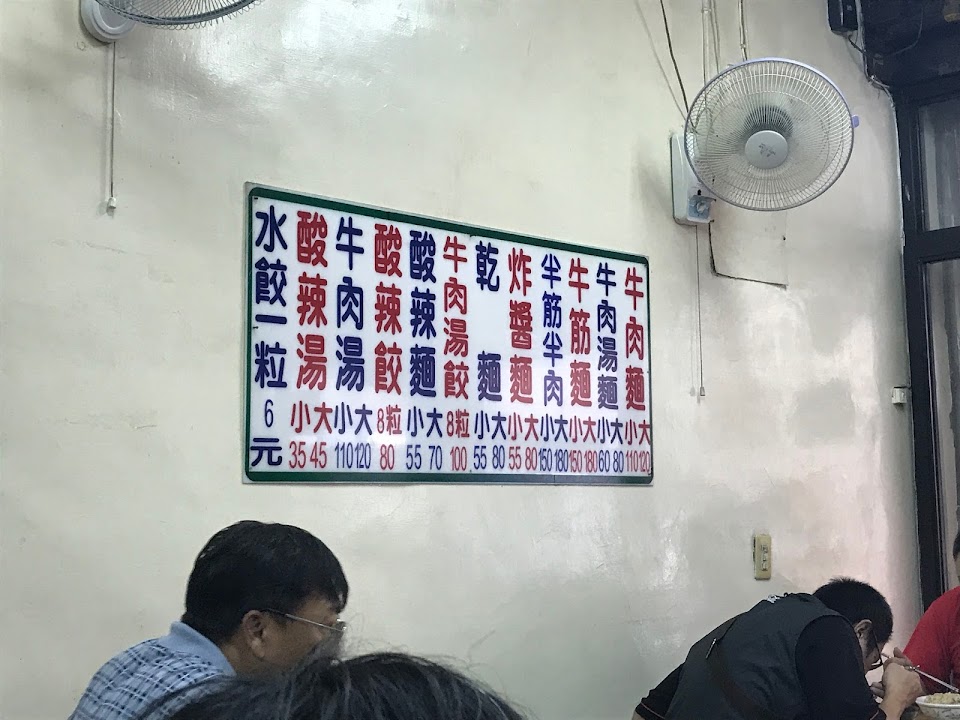 牛肉麵 小大 110 120
牛肉湯麵 小大 60 80
牛筋麵 小大 150 180
半筋半肉 小大 150 180
炸醬麵 小大 55 80
乾麵 小大 55 80
牛肉湯餃 8粒 100
酸辣麵 小大 55 70
酸辣餃 8粒 80
牛肉湯 小大 110 120
酸辣湯 小大 35 45
水餃一粒6元